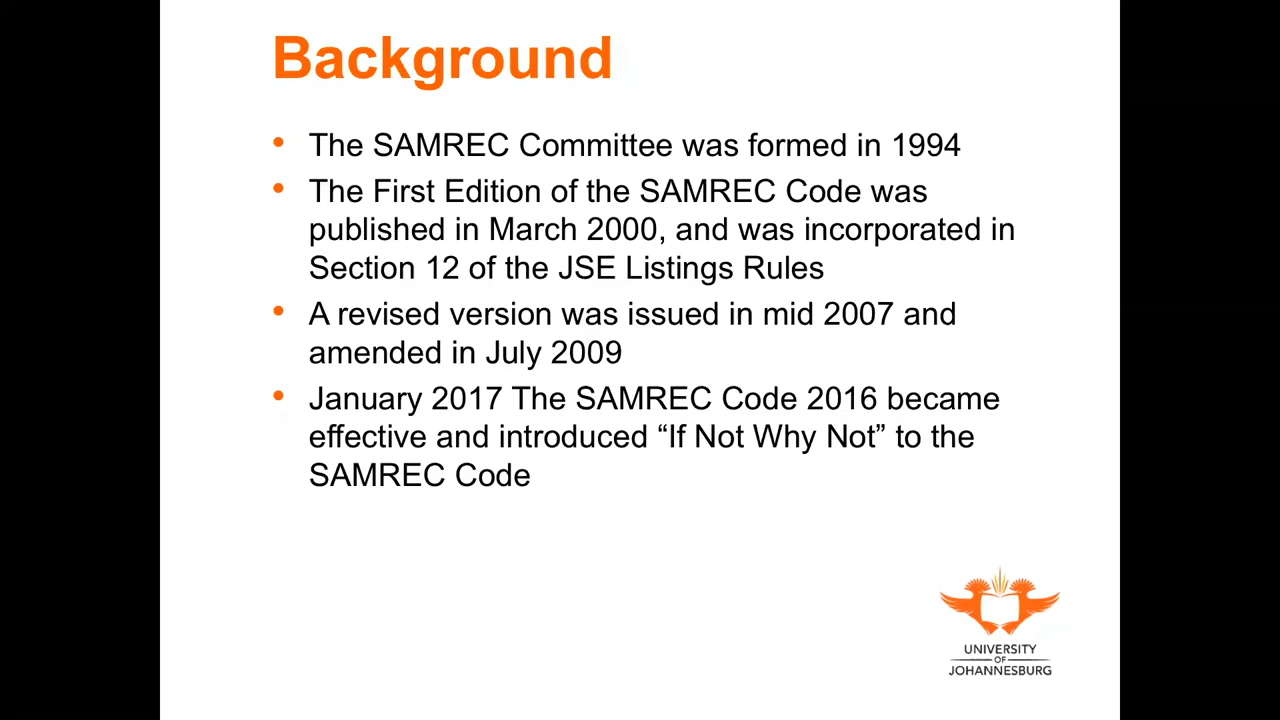 Background
• The SAMREC Committee was formed in 1994
• The First Edition of the SAMREC Code was
published in March 2000, and was incorporated in
Section 12 of the JSE Listings Rules
• A revised version was issued in mid 2007 and
amended in July 2009
• January 2017 The SAMREC Code 2016 became
effective and introduced “If Not Why Not” to the
SAMREC Code
UNIVERSITY
OF
JOHANNESBURG